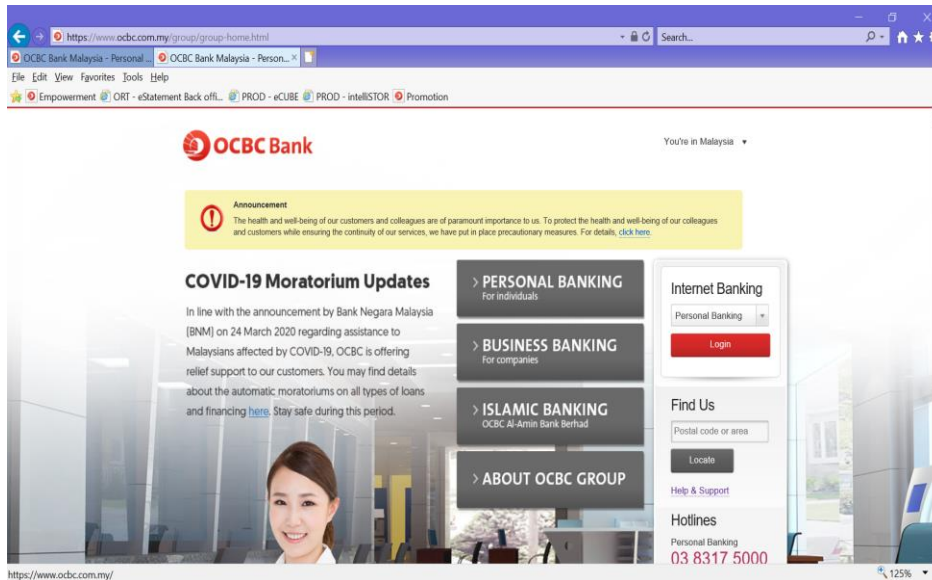 https://www.ocbc.com.my/group/group-home.html
Search...
OCBC Bank Malaysia - Personal ...
OCBC Bank Malaysia - Person...
File Edit View Favorites Tools Help
Empowerment ORT - eStatement Back offi... PROD - eCUBE PROD - intelliSTOR Promotion
OCBC Bank
You're in Malaysia
Announcement
The health and well-being of our customers and colleagues are of paramount importance to us. To protect the health and well-being of our colleagues
and customers while ensuring the continuity of our services, we have put in place precautionary measures. For details, click here.
COVID-19 Moratorium Updates
In line with the announcement by Bank Negara Malaysia
(BNM) on 24 March 2020 regarding assistance to
Malaysians affected by COVID-19, OCBC is offering
relief support to our customers. You may find details
about the automatic moratoriums on all types of loans
and financing here. Stay safe during this period.
> PERSONAL BANKING
For individuals
> BUSINESS BANKING
For companies
> ISLAMIC BANKING
OCBC Al-Amin Bank Berhad
> ABOUT OCBC GROUP
Internet Banking
Personal Banking
Login
Find Us
Postal code or area
Locate
Help & Support
Hotlines
Personal Banking
03 8317 5000
https://www.ocbc.com.my/
125%